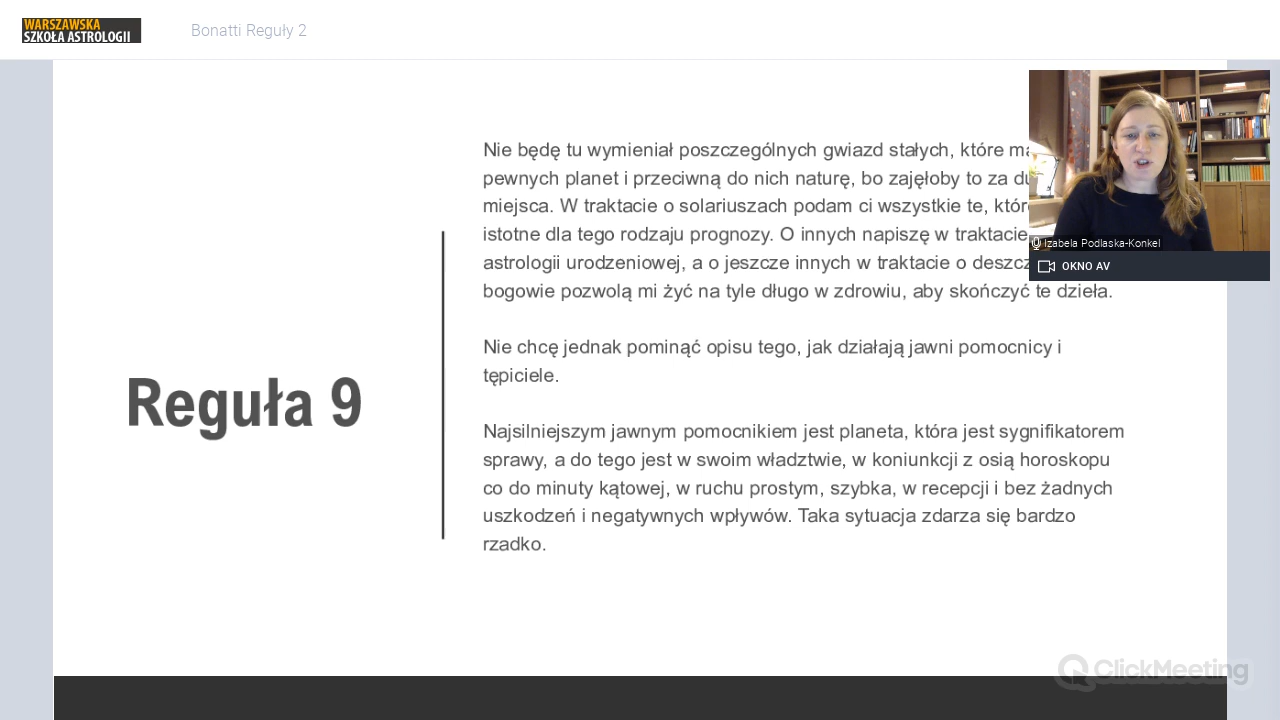 WARSZAWSKA
SZKOŁA ASTROLOGII
Bonatti Reguły 2
Nie będę tu wymieniał poszczególnych gwiazd stałych, które
pewnych planet i przeciwną do nich naturę, bo zajęłoby to za
miejsca. W traktacie o solariuszach podam ci wszystkie te,
istotne dla tego rodzaju prognozy. O innych napiszę w traktacie
astrologii urodzeniowej, a o jeszcze innych w traktacie o
bogowie pozwolą mi żyć na tyle długo w zdrowiu, aby skończyć te dzieła.
Nie chcę jednak pominąć opisu tego, jak działają jawni pomocnicy i
tępiciele.
Reguła 9
Najsilniejszym jawnym pomocnikiem jest planeta, która jest sygnifikatorem
sprawy, a do tego jest w swoim władztwie, w koniunkcji z osią horoskopu
co do minuty kątowej, w ruchu prostym, szybka, w recepcji i bez żadnych
uszkodzeń i negatywnych wpływów. Taka sytuacja zdarza się bardzo
rzadko.
Izabela Podlaska-Konkel
OKNO AV
ClickMeeting